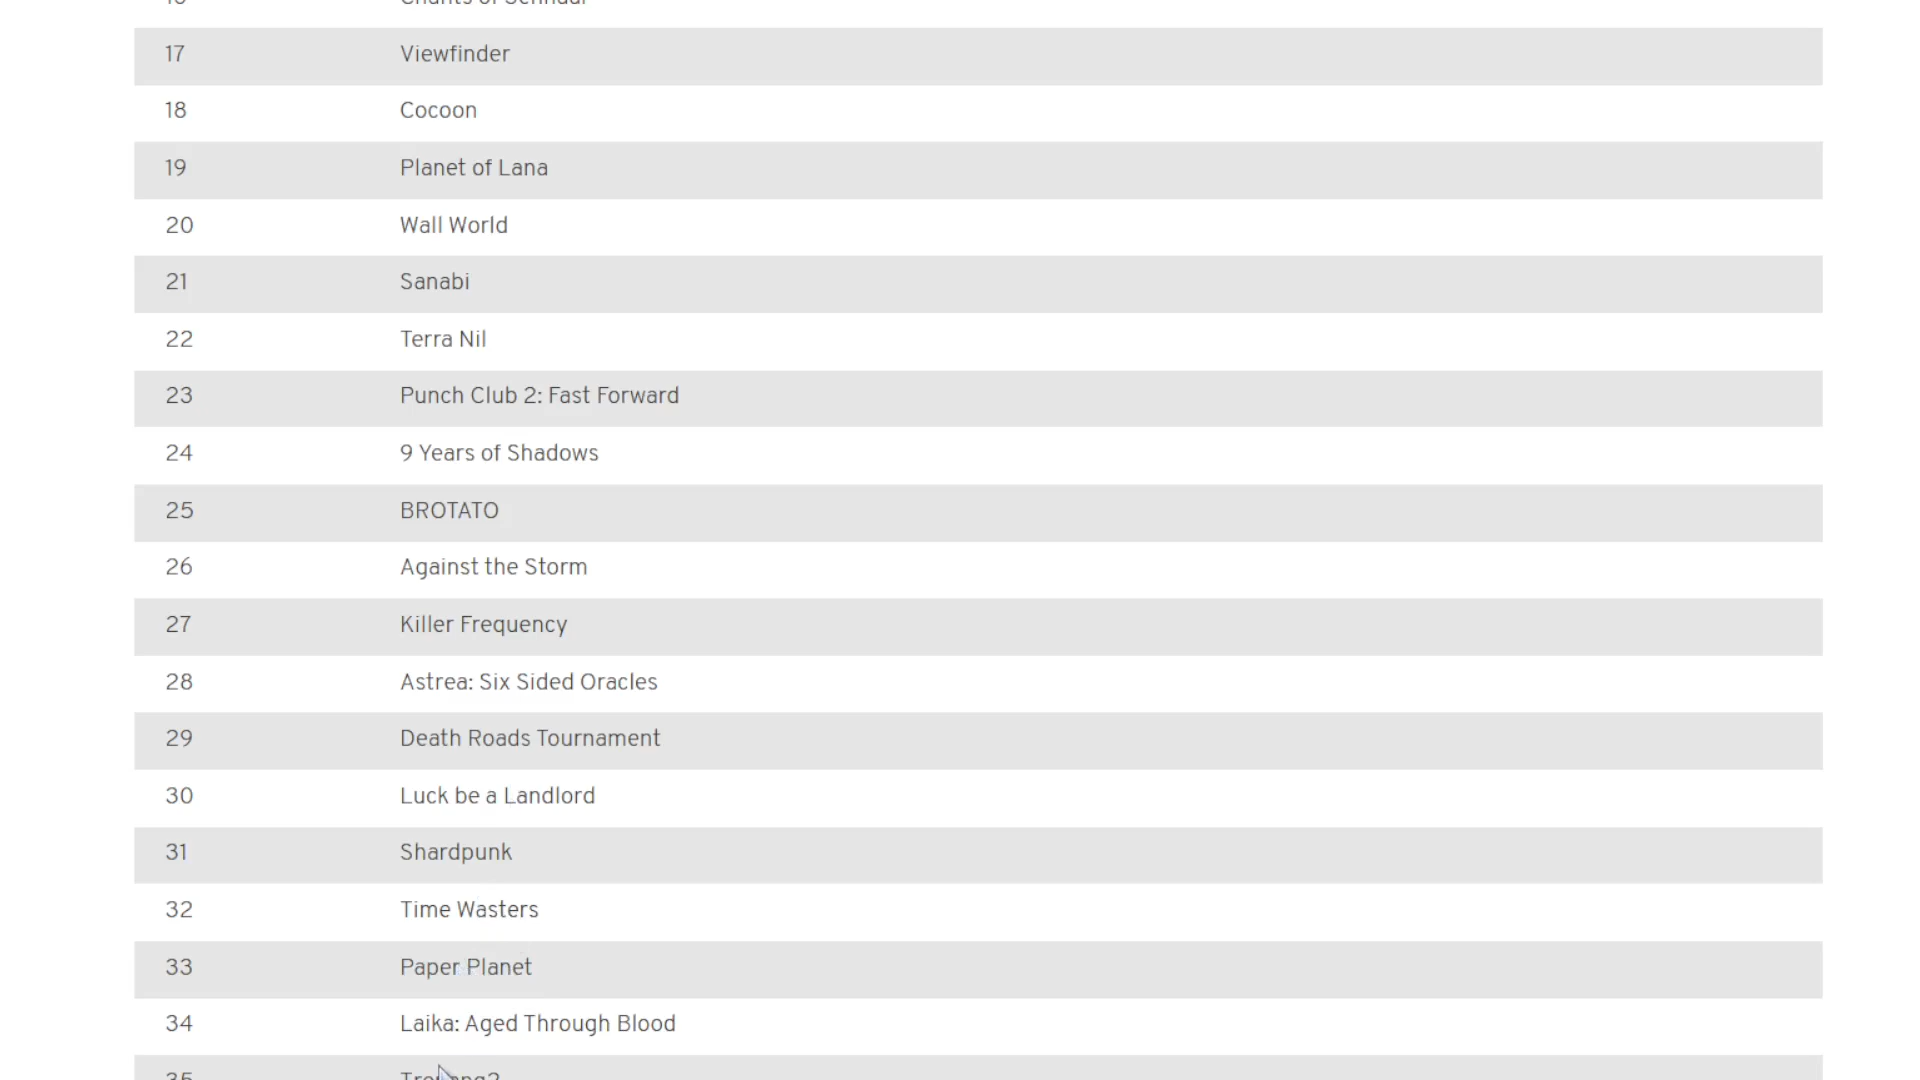 17 Viewfinder
18 Cocoon
19 Planet of Lana
20 Wall World
21 Sanabi
22 Terra Nil
23 Punch Club 2: Fast Forward
24 9 Years of Shadows
25 BROTATO
26 Against the Storm
27 Killer Frequency
28 Astrea: Six Sided Oracles
29 Death Roads Tournament
30 Luck be a Landlord
31 Shardpunk
32 Time Wasters
33 Paper Planet
34 Laika: Aged Through Blood
35